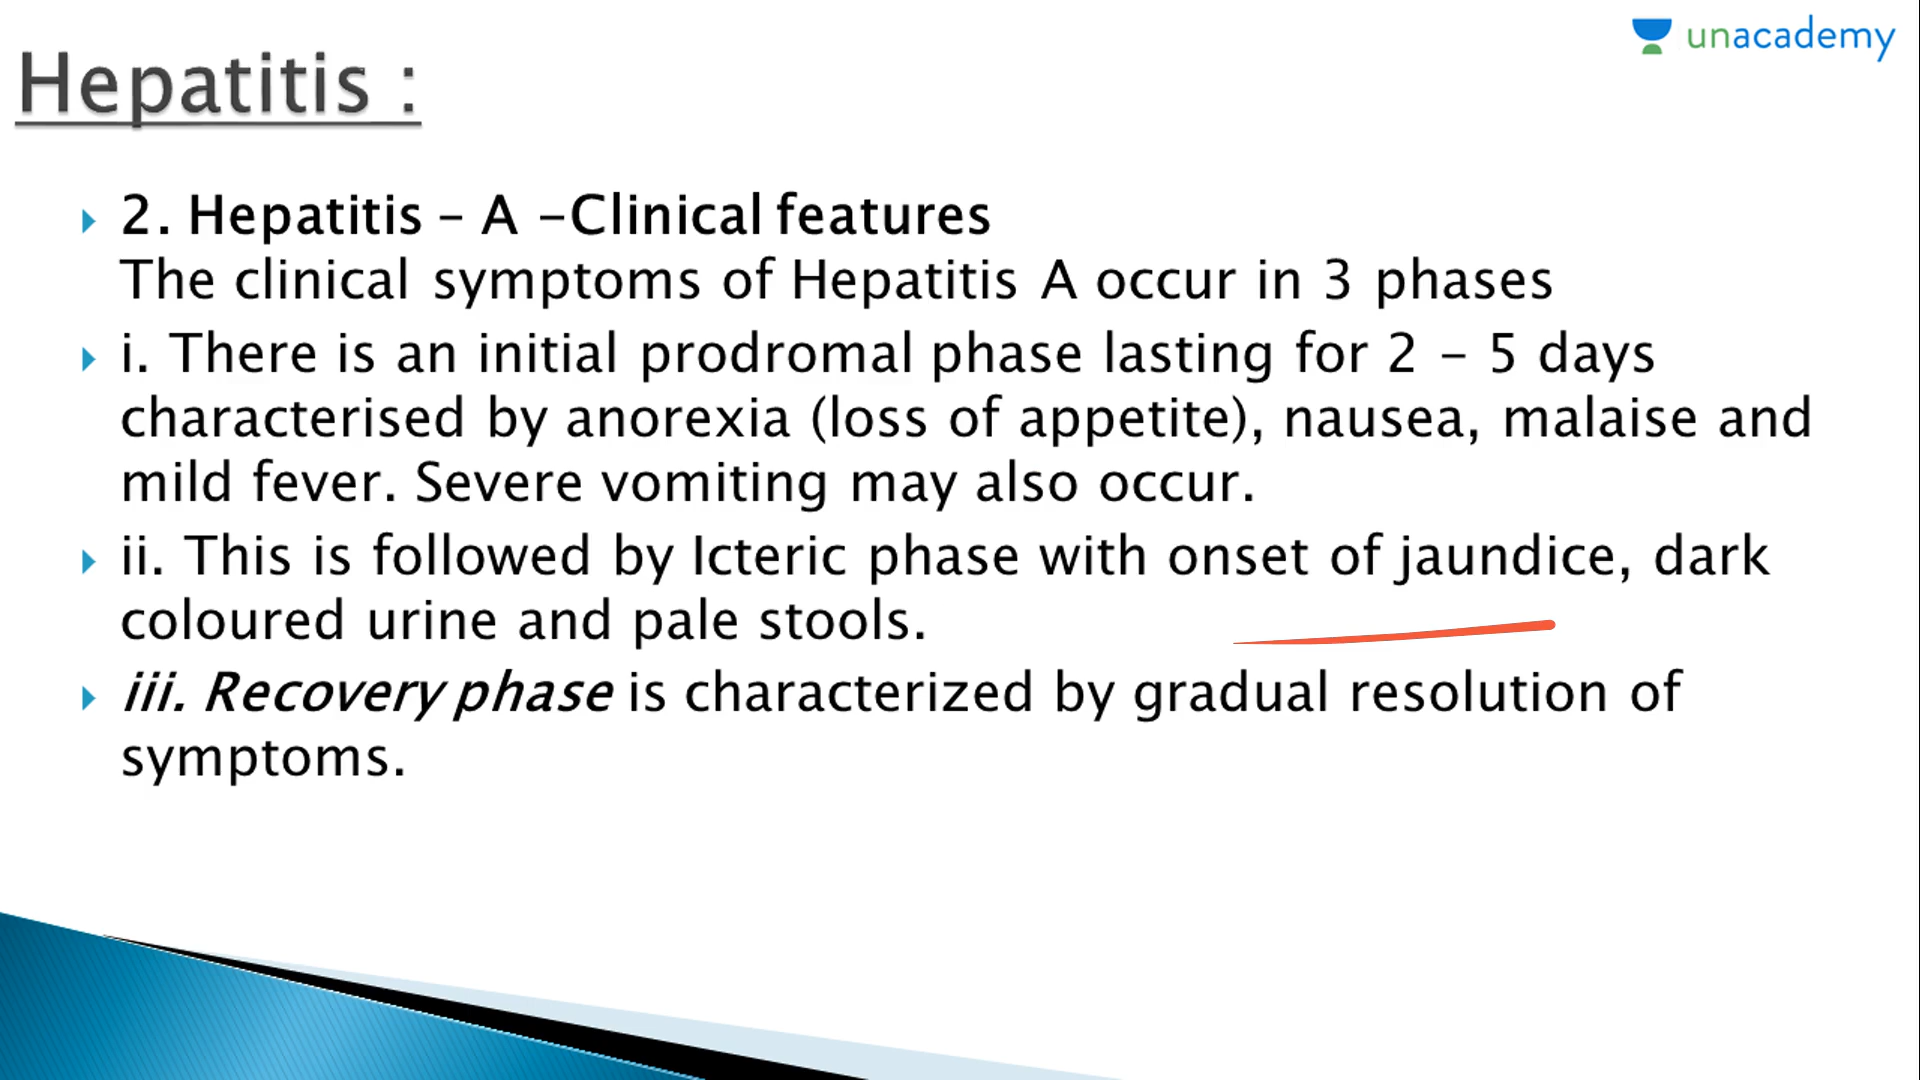 unacademy
Hepatitis :
2. Hepatitis – A –Clinical features
The clinical symptoms of Hepatitis A occur in 3 phases
i. There is an initial prodromal phase lasting for 2 – 5 days
characterised by anorexia (loss of appetite), nausea, malaise and
mild fever. Severe vomiting may also occur.
ii. This is followed by Icteric phase with onset of jaundice, dark
coloured urine and pale stools.
iii. Recovery phase is characterized by gradual resolution of
symptoms.